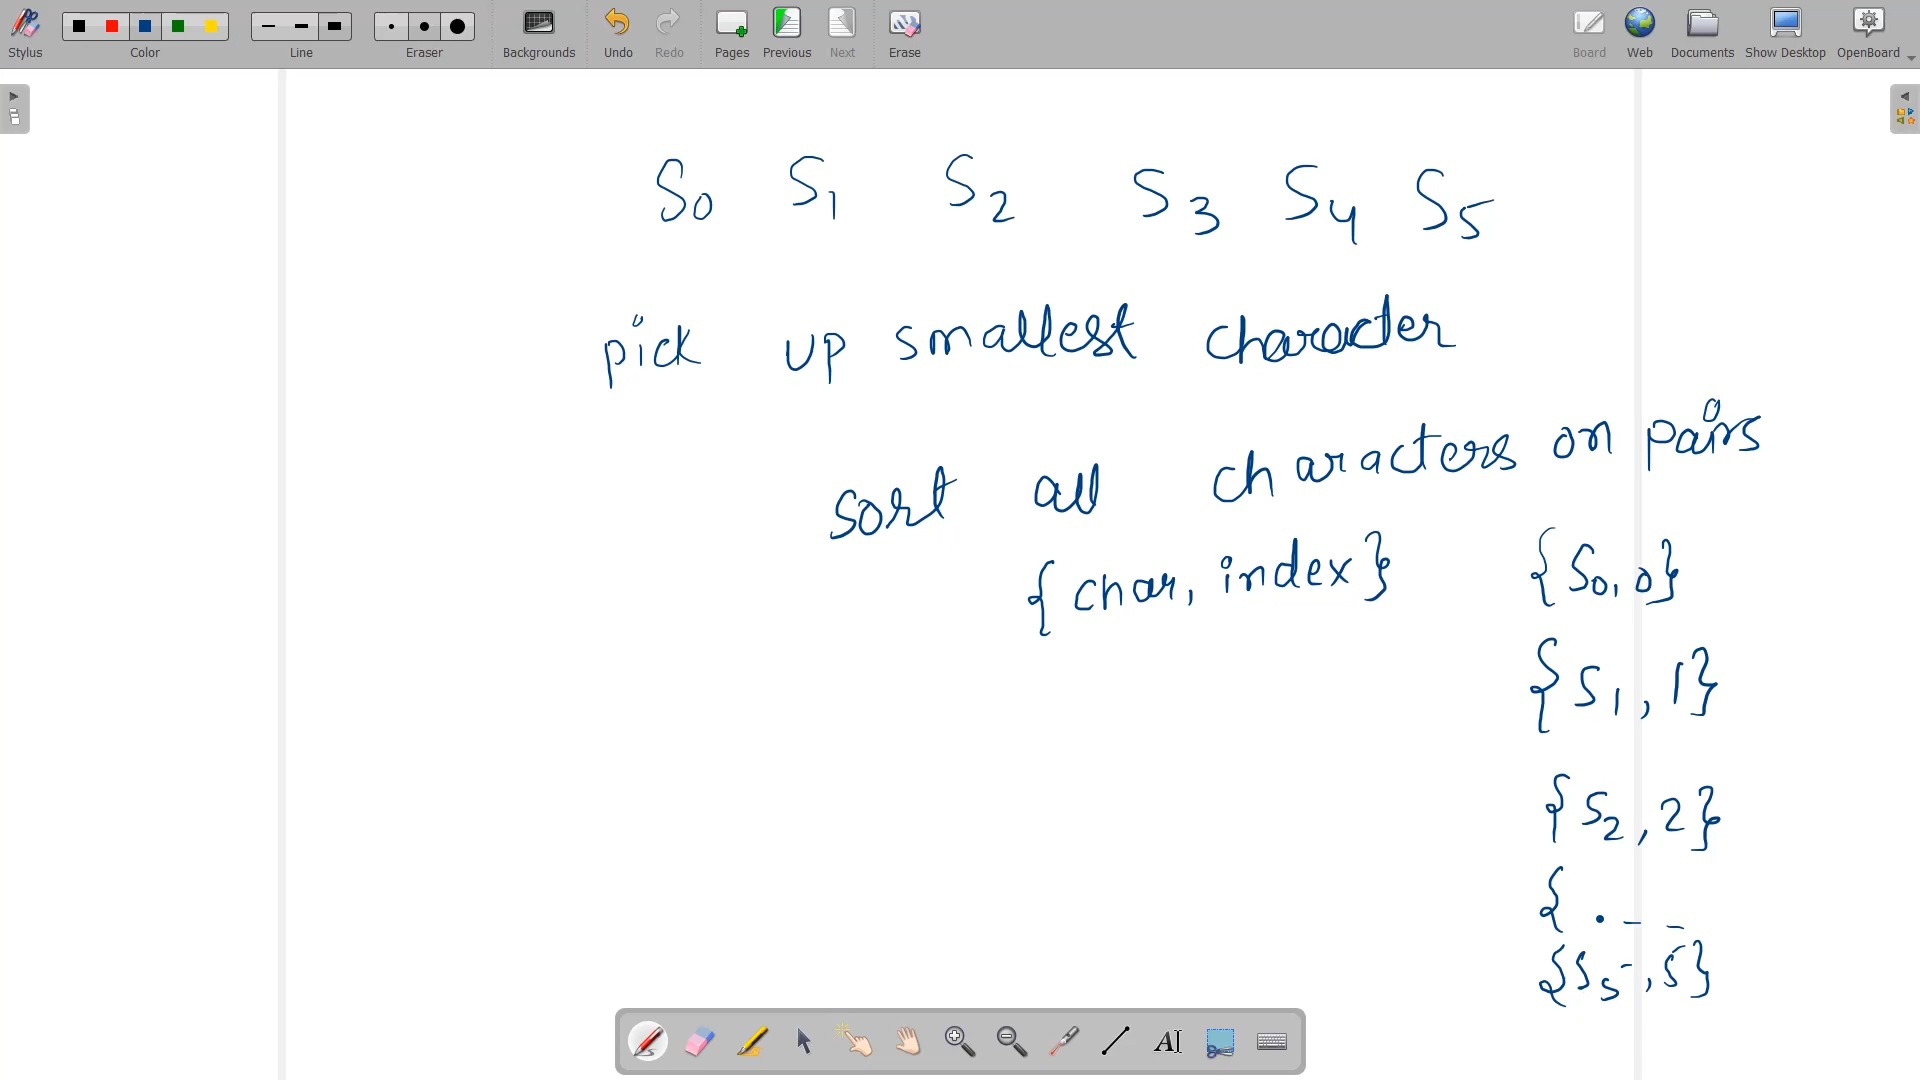 Stylus Color Line Eraser Backgrounds Undo Redo Pages Previous Next Erase Board Web Documents Show Desktop OpenBoard
S0 S1 S2 S3 S4 S5
pick up smallest character
sort all characters on pairs
{char, index} {S0, 0}
{S1, 1}
{S2, 2}
{ . _ _
{S5, 5}